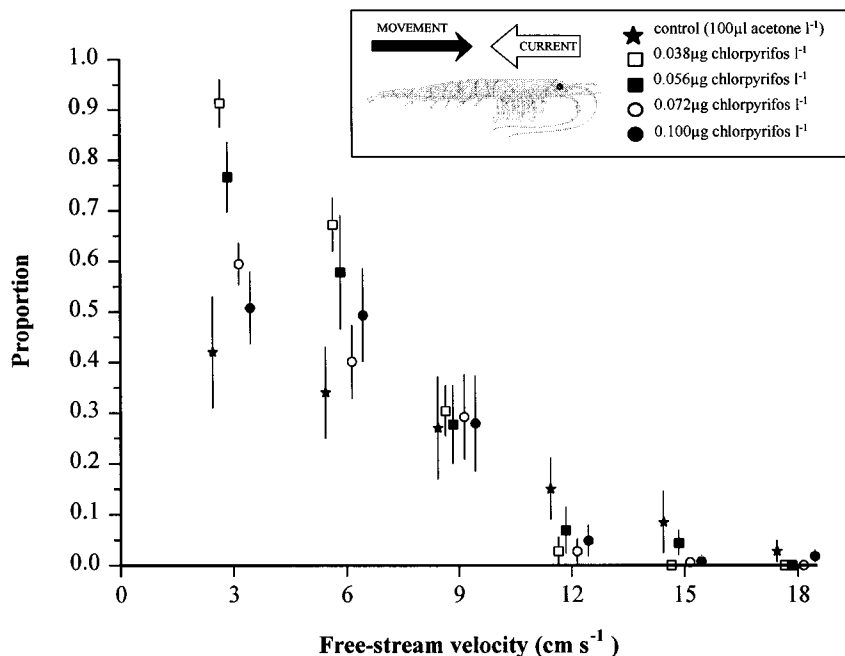 MOVEMENT
CURRENT
control (100µl acetone l⁻¹)
0.038µg chlorpyrifos l⁻¹
0.056µg chlorpyrifos l⁻¹
0.072µg chlorpyrifos l⁻¹
0.100µg chlorpyrifos l⁻¹
Proportion
1.0
0.9
0.8
0.7
0.6
0.5
0.4
0.3
0.2
0.1
0.0
0 3 6 9 12 15 18
Free-stream velocity (cm s⁻¹)